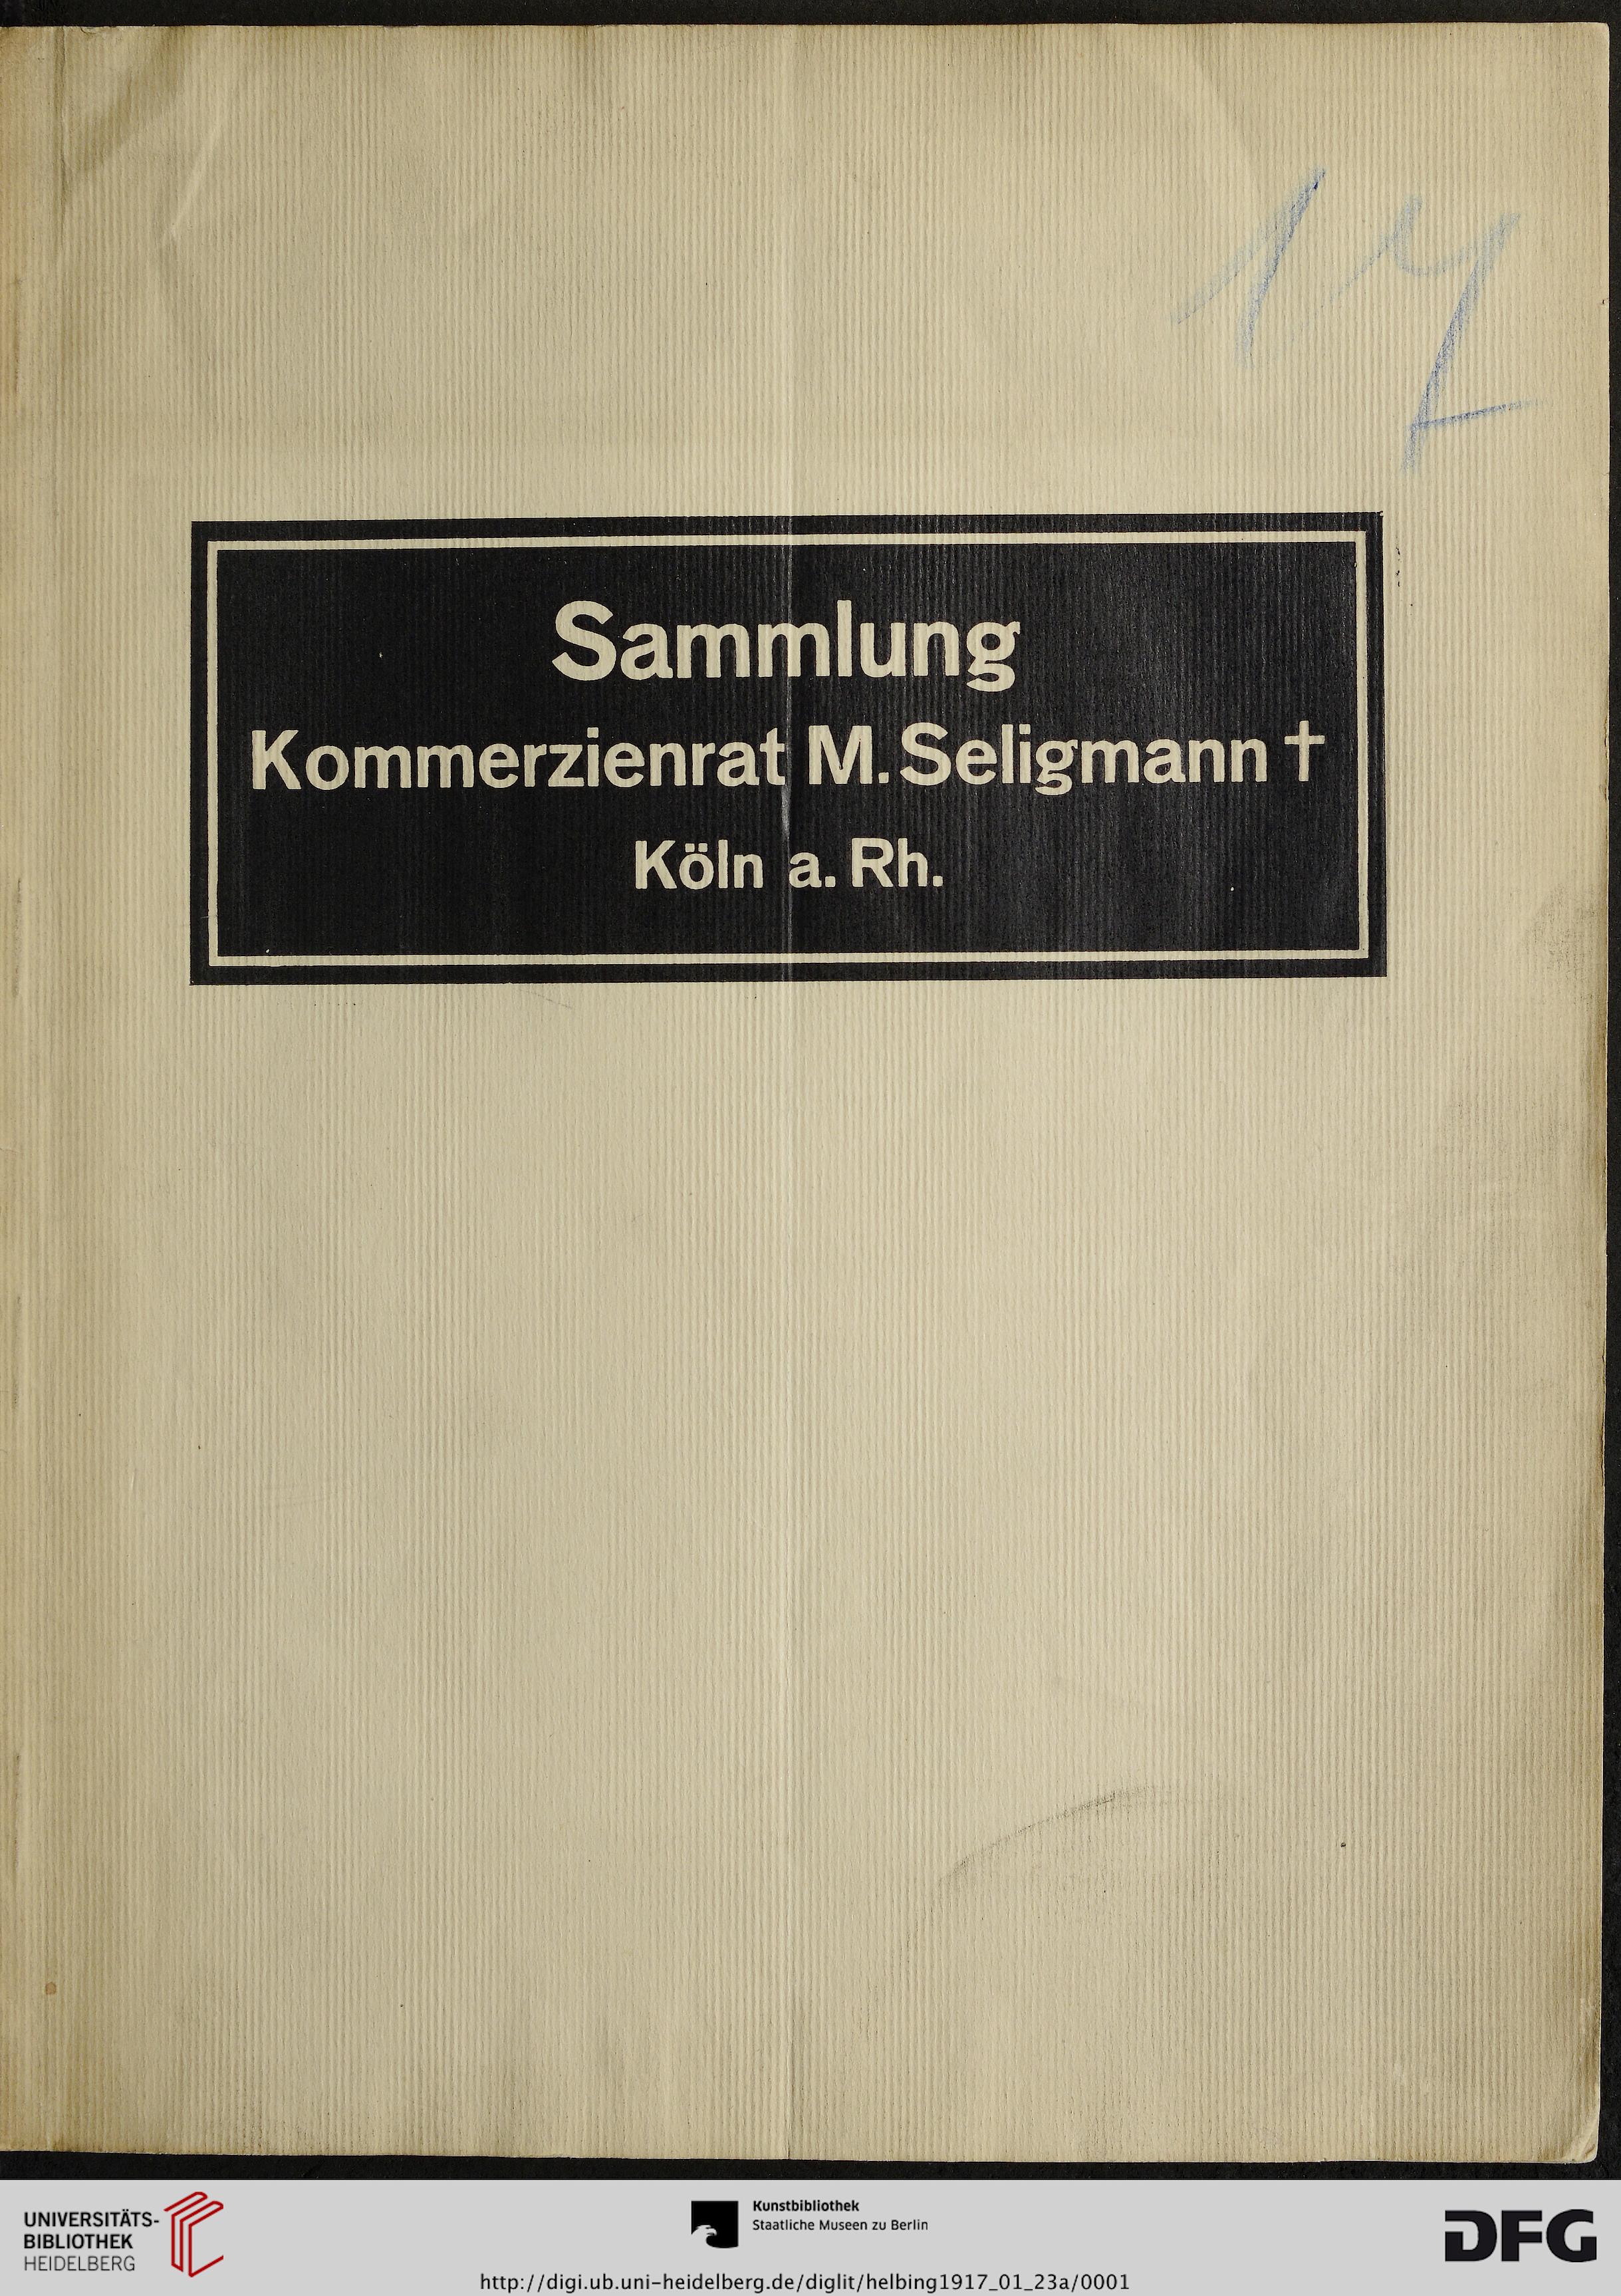 17
Sammlung
Kommerzienrat M. Seligmann †
Köln a. Rh.
UNIVERSITÄTS-
BIBLIOTHEK
HEIDELBERG
Kunstbibliothek
Staatliche Museen zu Berlin
DFG
http://digi.ub.uni-heidelberg.de/diglit/helbing1917_01_23a/0001